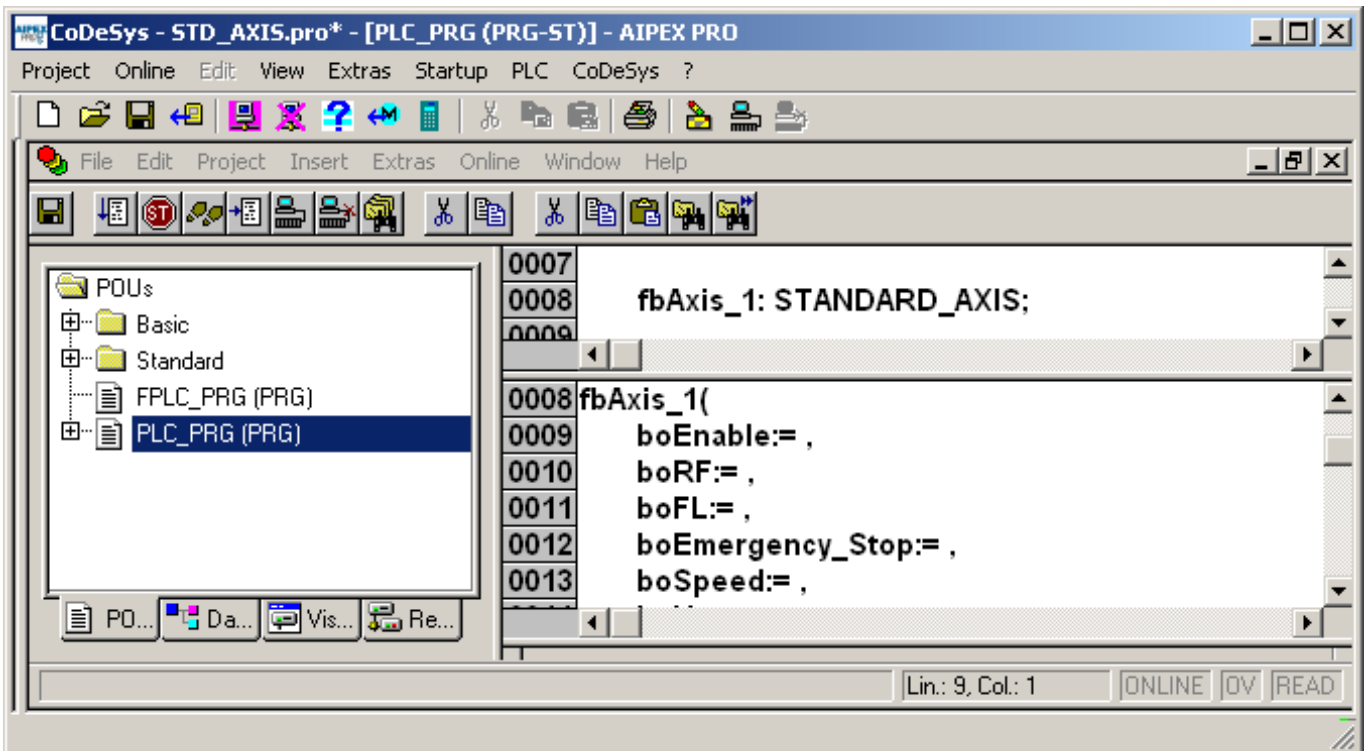 CoDeSys - STD_AXIS.pro* - [PLC_PRG (PRG-ST)] - AIPEX PRO
Project Online Edit View Extras Startup PLC CoDeSys ?
File Edit Project Insert Extras Online Window Help
POUs
Basic
Standard
FPLC_PRG (PRG)
PLC_PRG (PRG)
PO... Da... Vis... Re...
0007
0008 fbAxis_1: STANDARD_AXIS;
0009
0008 fbAxis_1(
0009 boEnable:= ,
0010 boRF:= ,
0011 boFL:= ,
0012 boEmergency_Stop:= ,
0013 boSpeed:= ,
Lin.: 9, Col.: 1 ONLINE OV READ